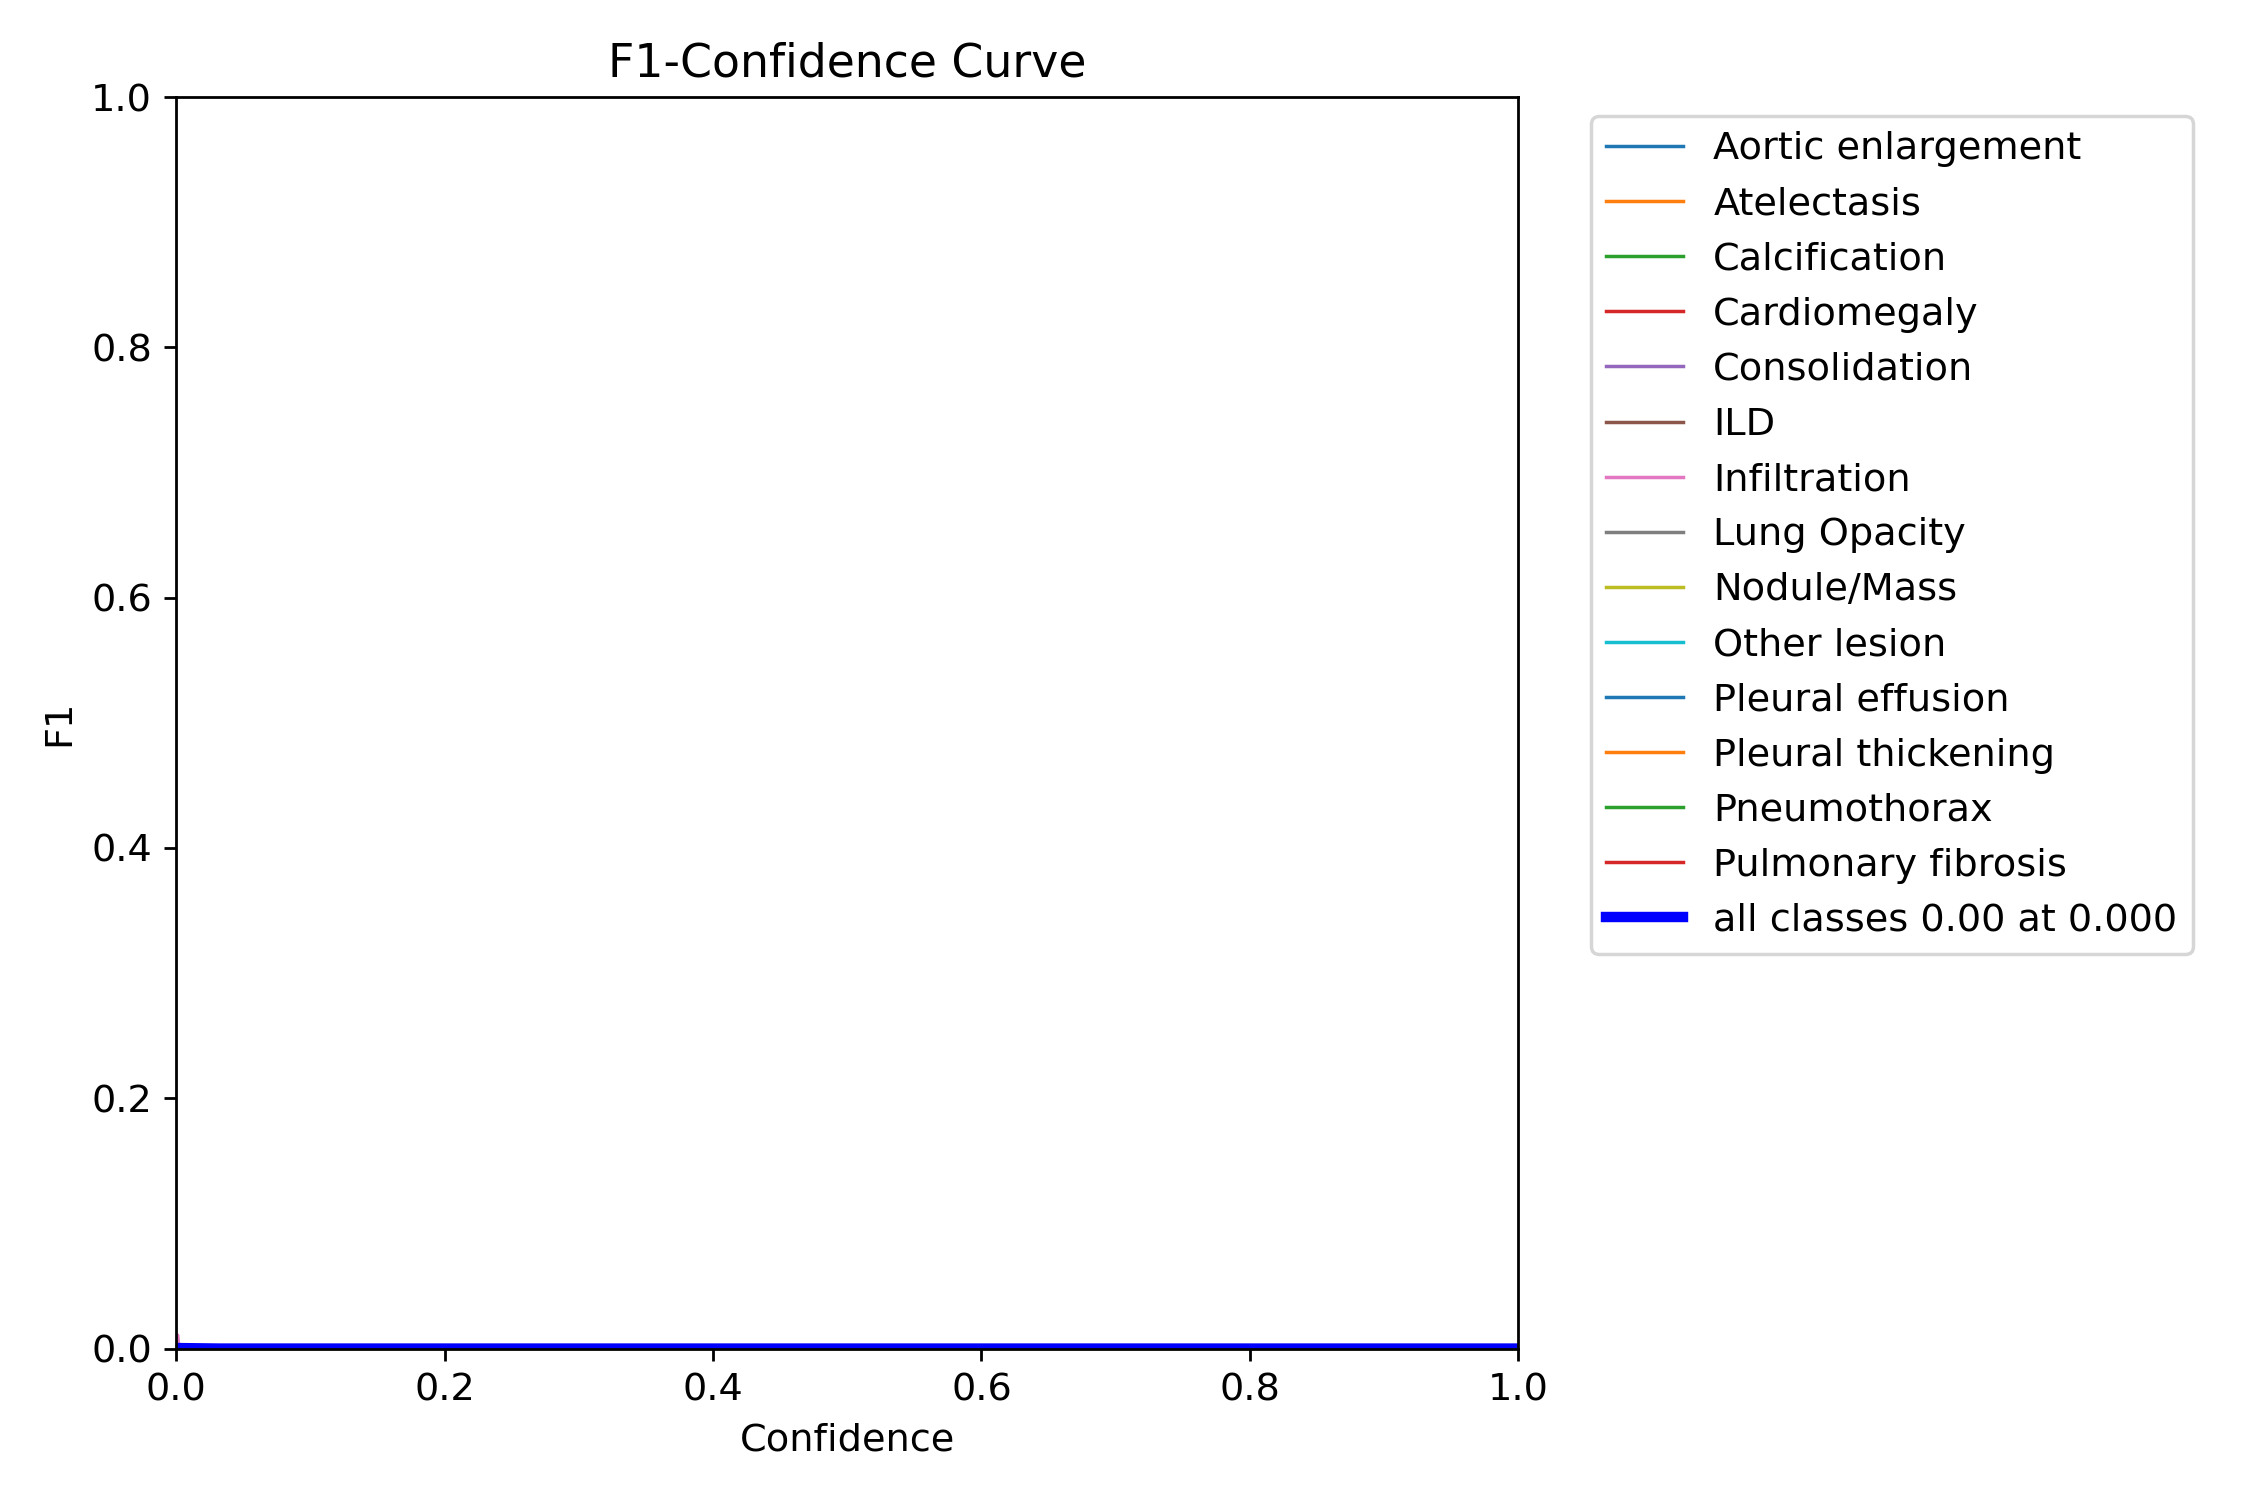 F1-Confidence Curve
1.0
0.8
0.6
0.4
0.2
0.0
F1
0.0 0.2 0.4 0.6 0.8 1.0
Confidence
Aortic enlargement
Atelectasis
Calcification
Cardiomegaly
Consolidation
ILD
Infiltration
Lung Opacity
Nodule/Mass
Other lesion
Pleural effusion
Pleural thickening
Pneumothorax
Pulmonary fibrosis
all classes 0.00 at 0.000